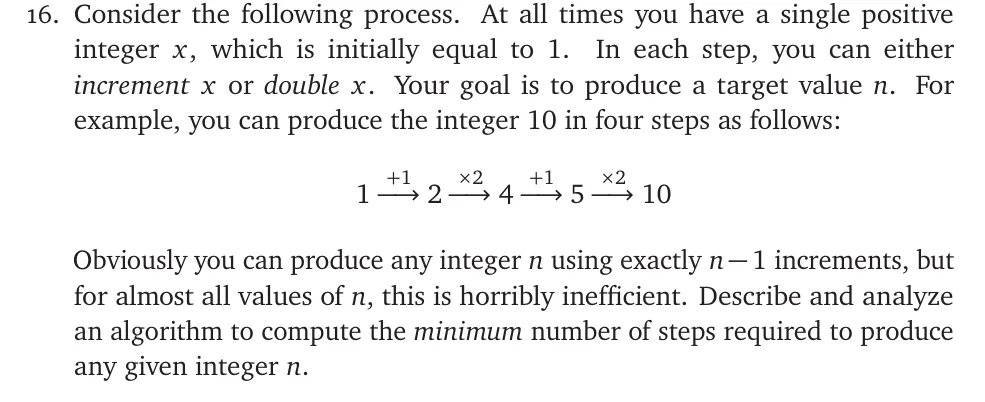 16. Consider the following process. At all times you have a single positive
integer x, which is initially equal to 1. In each step, you can either
increment x or double x. Your goal is to produce a target value n. For
example, you can produce the integer 10 in four steps as follows:
1 +1⟶ 2 ×2⟶ 4 +1⟶ 5 ×2⟶ 10
Obviously you can produce any integer n using exactly n−1 increments, but
for almost all values of n, this is horribly inefficient. Describe and analyze
an algorithm to compute the minimum number of steps required to produce
any given integer n.